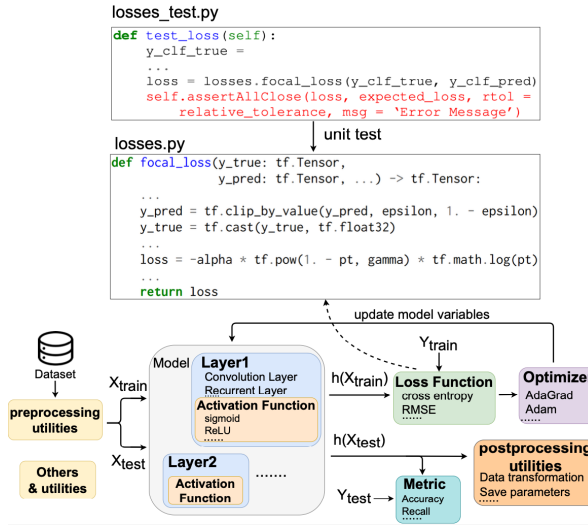 losses_test.py
def test_loss(self):
y_clf_true =
...
loss = losses.focal_loss(y_clf_true, y_clf_pred)
self.assertAllClose(loss, expected_loss, rtol =
relative_tolerance, msg = ‘Error Message’)
unit test
losses.py
def focal_loss(y_true: tf.Tensor,
y_pred: tf.Tensor, ...) -> tf.Tensor:
...
y_pred = tf.clip_by_value(y_pred, epsilon, 1. - epsilon)
y_true = tf.cast(y_true, tf.float32)
...
loss = -alpha * tf.pow(1. - pt, gamma) * tf.math.log(pt)
...
return loss
update model variables
Dataset
preprocessing
utilities
Others
& utilities
Xtrain
Xtest
Model
Layer1
Convolution Layer
Recurrent Layer
......
Activation Function
sigmoid
ReLU
......
Layer2
Activation
Function
.......
h(Xtrain)
h(Xtest)
Ytrain
Loss Function
cross entropy
RMSE
......
Optimize
AdaGrad
Adam
......
Ytest
Metric
Accuracy
Recall
......
postprocessing
utilities
Data transformation
Save parameters
......